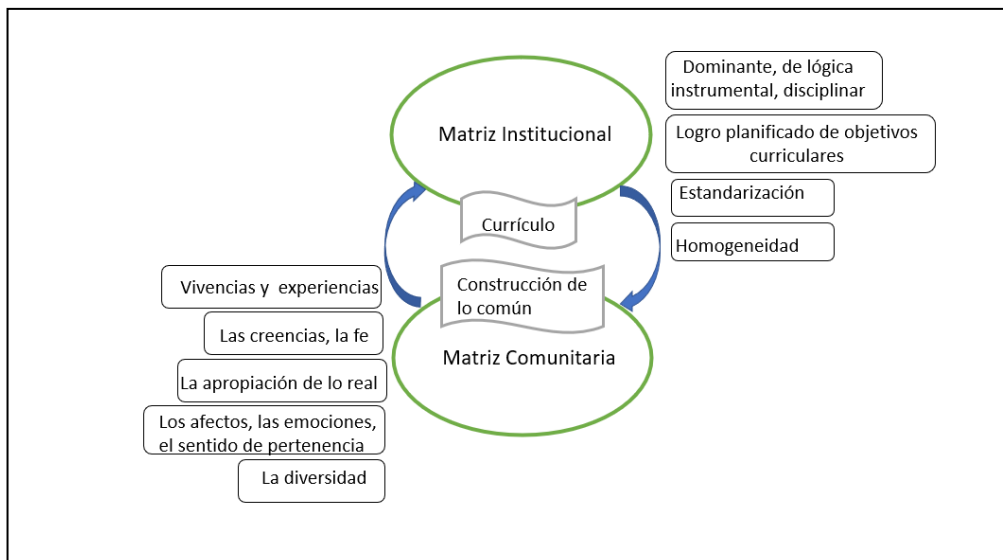 Matriz Institucional
Currículo
Dominante, de lógica
instrumental, disciplinar
Logro planificado de objetivos
curriculares
Estandarización
Homogeneidad
Construcción de
lo común
Matriz Comunitaria
Vivencias y experiencias
Las creencias, la fe
La apropiación de lo real
Los afectos, las emociones,
el sentido de pertenencia
La diversidad